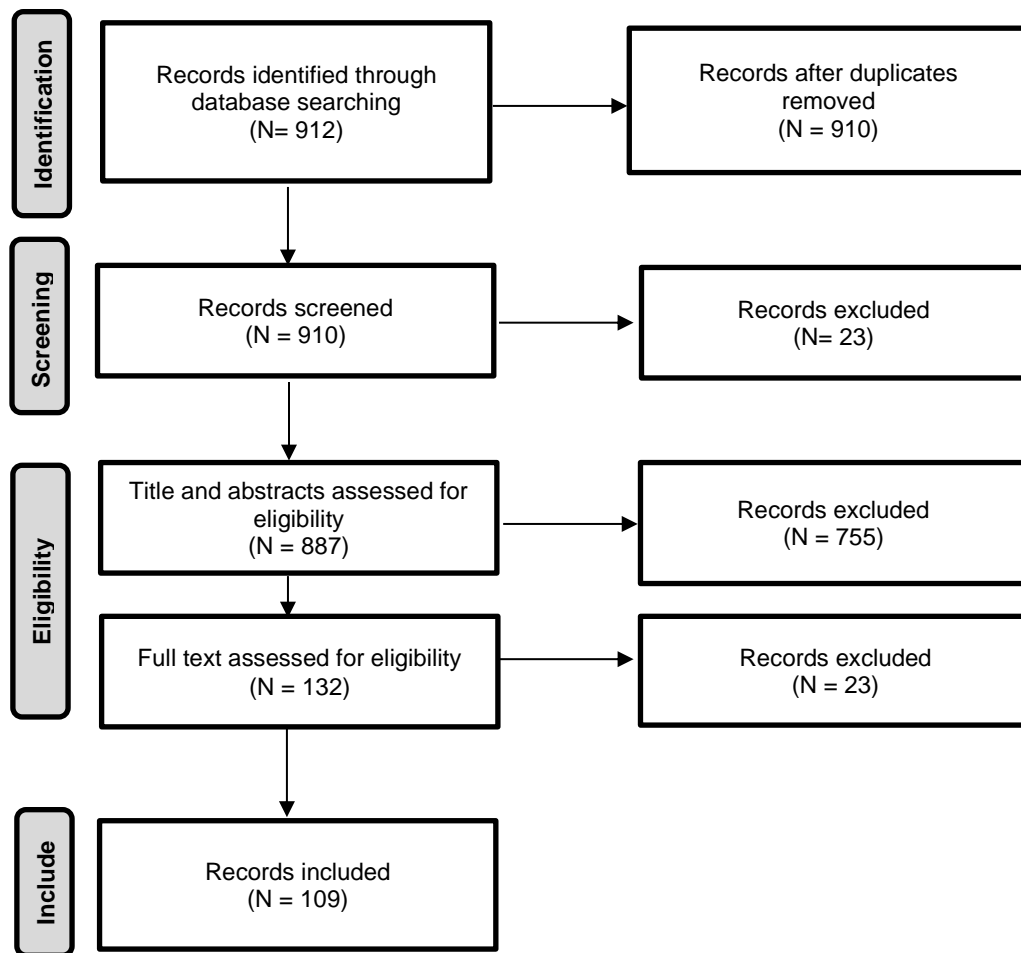 Identification
Records identified through
database searching
(N= 912)
Records after duplicates
removed
(N = 910)
Screening
Records screened
(N = 910)
Records excluded
(N= 23)
Eligibility
Title and abstracts assessed for
eligibility
(N = 887)
Records excluded
(N = 755)
Full text assessed for eligibility
(N = 132)
Records excluded
(N = 23)
Include
Records included
(N = 109)